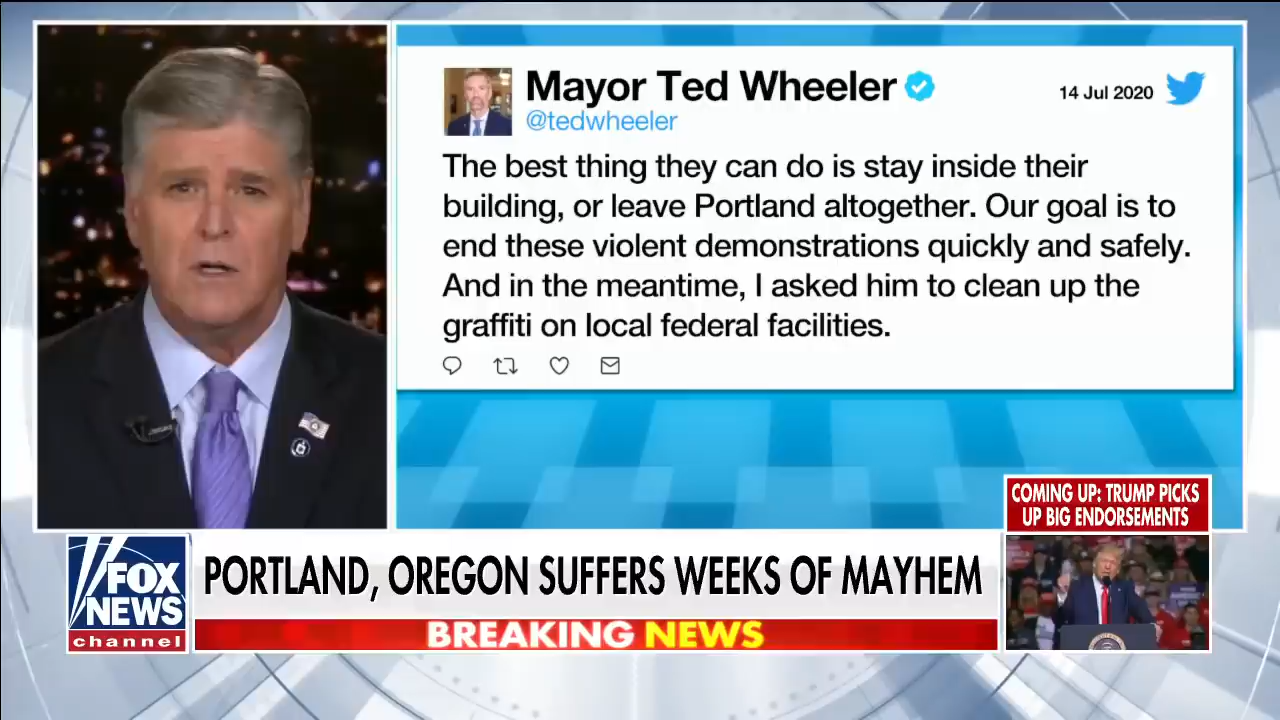 Mayor Ted Wheeler
14 Jul 2020
@tedwheeler
The best thing they can do is stay inside their
building, or leave Portland altogether. Our goal is to
end these violent demonstrations quickly and safely.
And in the meantime, I asked him to clean up the
graffiti on local federal facilities.
COMING UP: TRUMP PICKS
UP BIG ENDORSEMENTS
FOX
NEWS
channel
PORTLAND, OREGON SUFFERS WEEKS OF MAYHEM
BREAKING NEWS